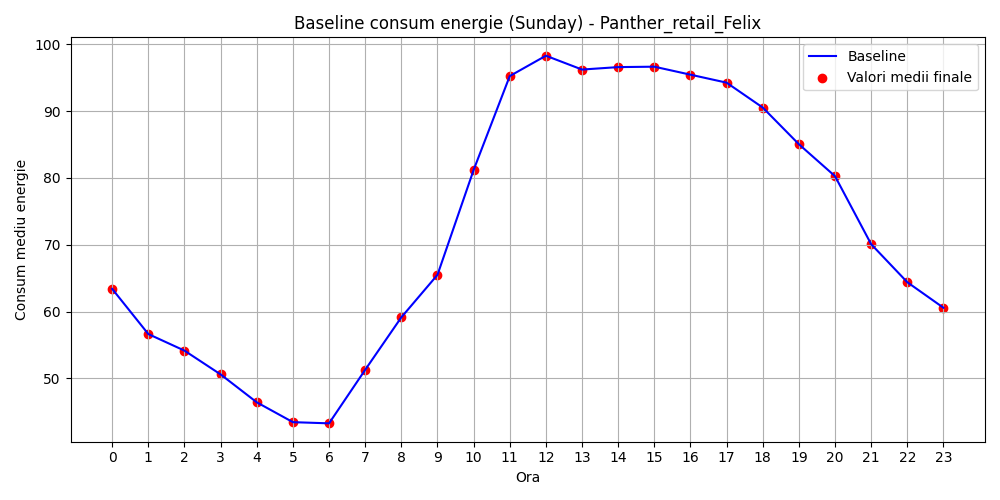 Baseline consum energie (Sunday) - Panther_retail_Felix
Baseline
Valori medii finale
Consum mediu energie
100
90
80
70
60
50
0 1 2 3 4 5 6 7 8 9 10 11 12 13 14 15 16 17 18 19 20 21 22 23
Ora